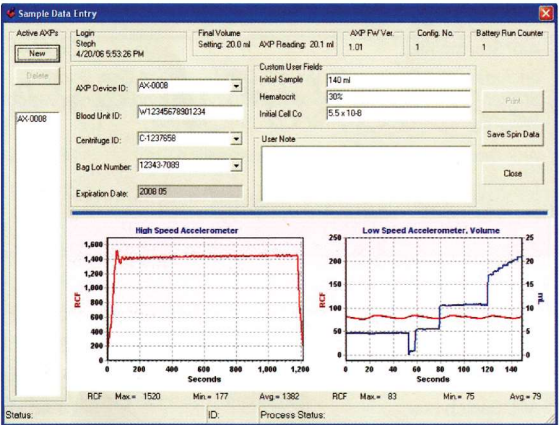 Sample Data Entry
Active AXPs
New
Delete
AX-0008
Login
Steph
4/20/06 5:53:26 PM
Final Volume
Setting: 20.0 ml AXP Reading: 20.1 ml
AXP FW Ver.
1.01
Config. No.
1
Battery Run Counter
1
AXP Device ID: AX-0008
Blood Unit ID: W12345678901234
Centrifuge ID: C-1237658
Bag Lot Number: 12343-7089
Expiration Date: 2008 05
Custom User Fields
Initial Sample 140 ml
Hematocrit 30%
Initial Cell Co 5.5 x 10-8
User Note
Print
Save Spin Data
Close
High Speed Accelerometer
RCF
1,600
1,400
1,200
1,000
800
600
400
200
0
0 200 400 600 800 1,000 1,200
Seconds
Low Speed Accelerometer, Volume
RCF
250
200
150
100
50
0
25
20
15
10
5
0
mL
0 20 40 60 80 100 120 140
Seconds
RCF Max.= 1520 Min.= 177 Avg.= 1382
RCF Max.= 83 Min.= 75 Avg.= 79
Status: ID: Process Status: